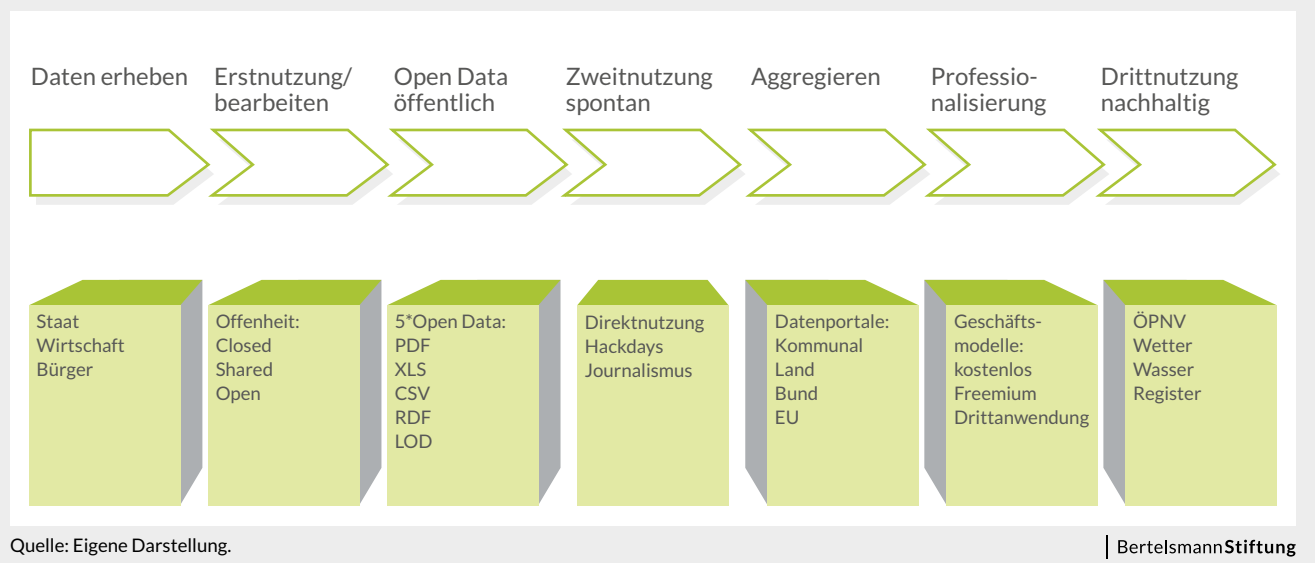 Daten erheben
Erstnutzung/
bearbeiten
Open Data
öffentlich
Zweitnutzung
spontan
Aggregieren
Professio-
nalisierung
Drittnutzung
nachhaltig
Staat
Wirtschaft
Bürger
Offenheit:
Closed
Shared
Open
5*Open Data:
PDF
XLS
CSV
RDF
LOD
Direktnutzung
Hackdays
Journalismus
Datenportale:
Kommunal
Land
Bund
EU
Geschäfts-
modelle:
kostenlos
Freemium
Drittanwendung
ÖPNV
Wetter
Wasser
Register
Quelle: Eigene Darstellung.
BertelsmannStiftung